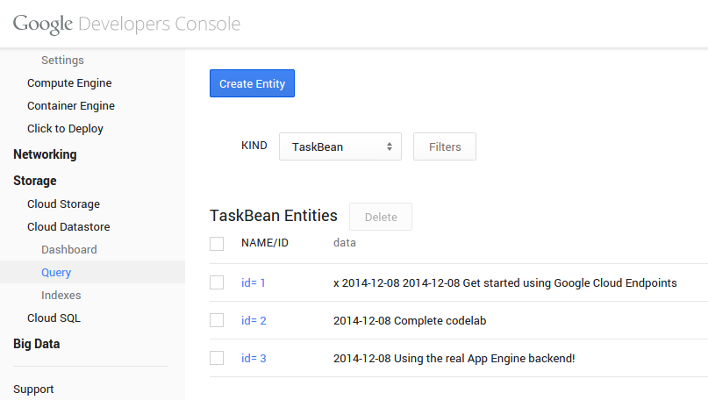 Google Developers Console
Settings
Compute Engine
Container Engine
Click to Deploy
Networking
Storage
Cloud Storage
Cloud Datastore
Dashboard
Query
Indexes
Cloud SQL
Big Data
Support
Create Entity
KIND TaskBean Filters
TaskBean Entities Delete
NAME/ID data
id= 1 x 2014-12-08 2014-12-08 Get started using Google Cloud Endpoints
id= 2 2014-12-08 Complete codelab
id= 3 2014-12-08 Using the real App Engine backend!